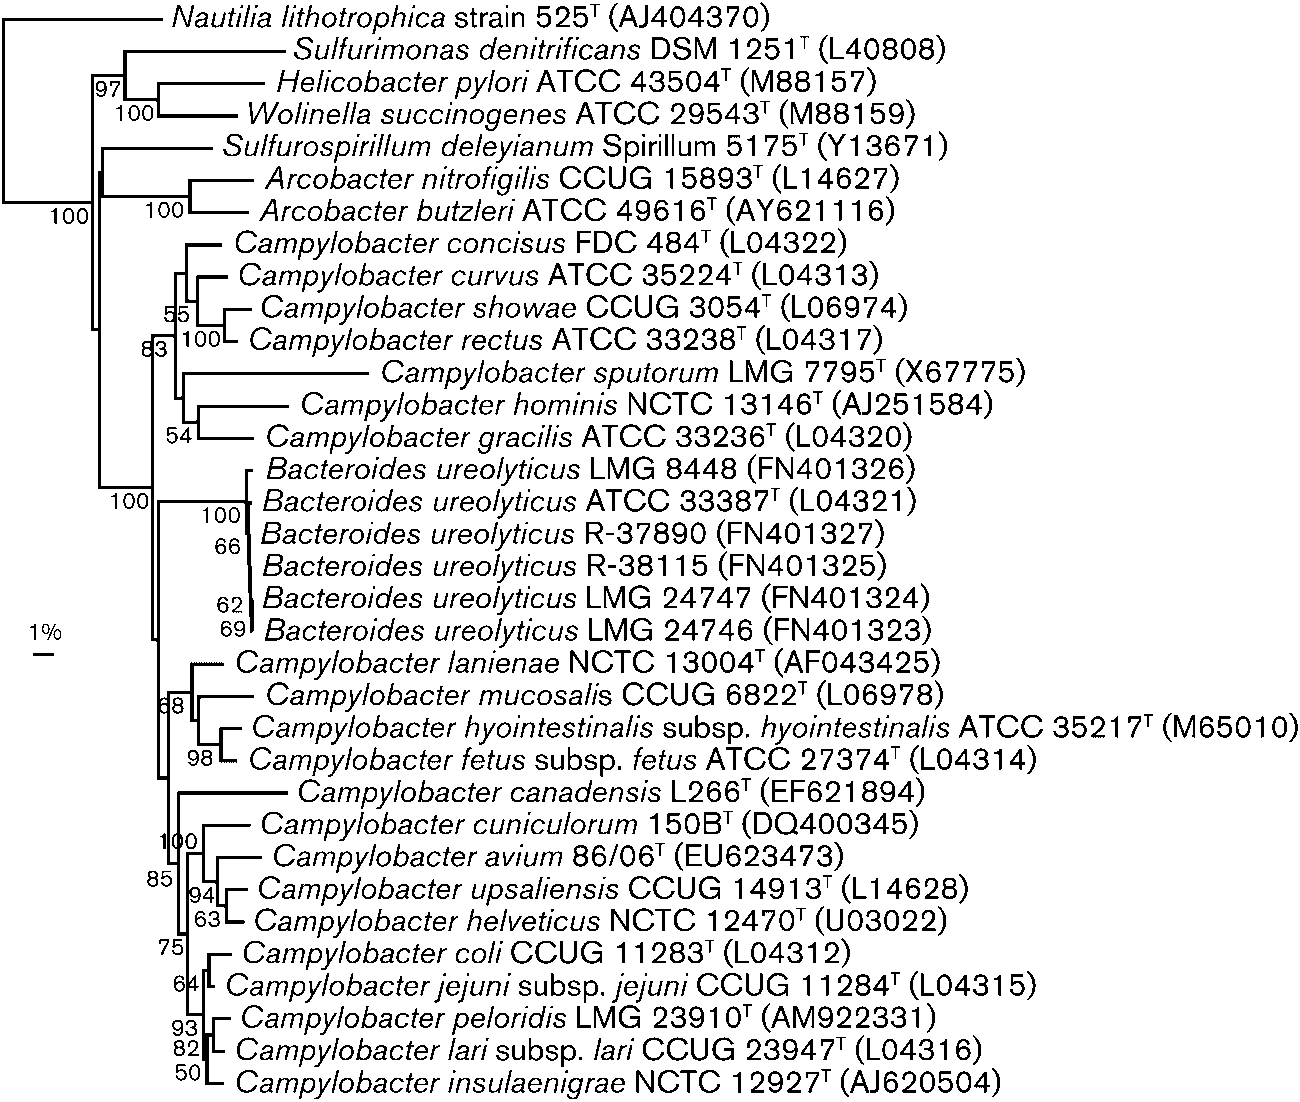 Nautilia lithotrophica strain 525ᵀ (AJ404370)
Sulfurimonas denitrificans DSM 1251ᵀ (L40808)
97
Helicobacter pylori ATCC 43504ᵀ (M88157)
100
Wolinella succinogenes ATCC 29543ᵀ (M88159)
Sulfurospirillum deleyianum Spirillum 5175ᵀ (Y13671)
Arcobacter nitrofigilis CCUG 15893ᵀ (L14627)
100
100
Arcobacter butzleri ATCC 49616ᵀ (AY621116)
Campylobacter concisus FDC 484ᵀ (L04322)
Campylobacter curvus ATCC 35224ᵀ (L04313)
55
Campylobacter showae CCUG 3054ᵀ (L06974)
83
100
Campylobacter rectus ATCC 33238ᵀ (L04317)
Campylobacter sputorum LMG 7795ᵀ (X67775)
Campylobacter hominis NCTC 13146ᵀ (AJ251584)
54
Campylobacter gracilis ATCC 33236ᵀ (L04320)
Bacteroides ureolyticus LMG 8448 (FN401326)
100
Bacteroides ureolyticus ATCC 33387ᵀ (L04321)
100
Bacteroides ureolyticus R-37890 (FN401327)
66
Bacteroides ureolyticus R-38115 (FN401325)
62
Bacteroides ureolyticus LMG 24747 (FN401324)
1%
69
Bacteroides ureolyticus LMG 24746 (FN401323)
Campylobacter lanienae NCTC 13004ᵀ (AF043425)
68
Campylobacter mucosalis CCUG 6822ᵀ (L06978)
Campylobacter hyointestinalis subsp. hyointestinalis ATCC 35217ᵀ (M65010)
98
Campylobacter fetus subsp. fetus ATCC 27374ᵀ (L04314)
Campylobacter canadensis L266ᵀ (EF621894)
100
Campylobacter cuniculorum 150Bᵀ (DQ400345)
Campylobacter avium 86/06ᵀ (EU623473)
85
94
Campylobacter upsaliensis CCUG 14913ᵀ (L14628)
63
Campylobacter helveticus NCTC 12470ᵀ (U03022)
75
Campylobacter coli CCUG 11283ᵀ (L04312)
64
Campylobacter jejuni subsp. jejuni CCUG 11284ᵀ (L04315)
93
Campylobacter peloridis LMG 23910ᵀ (AM922331)
82
Campylobacter lari subsp. lari CCUG 23947ᵀ (L04316)
50
Campylobacter insulaenigrae NCTC 12927ᵀ (AJ620504)